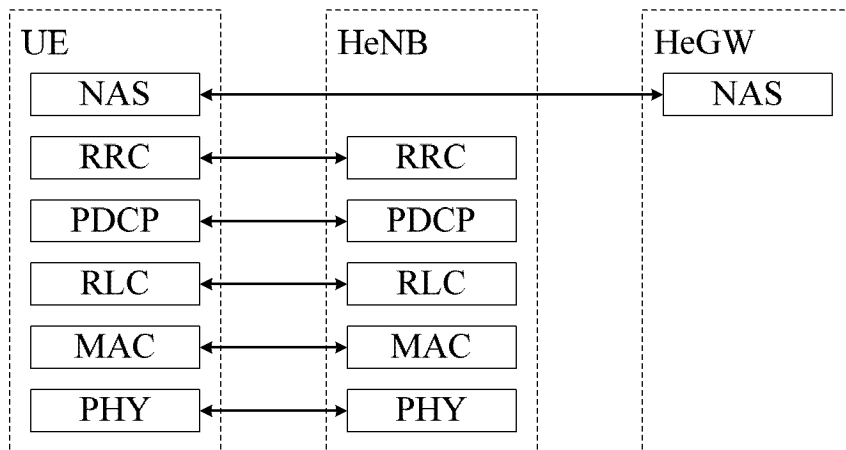 UE HeNB HeGW
NAS NAS
RRC RRC
PDCP PDCP
RLC RLC
MAC MAC
PHY PHY